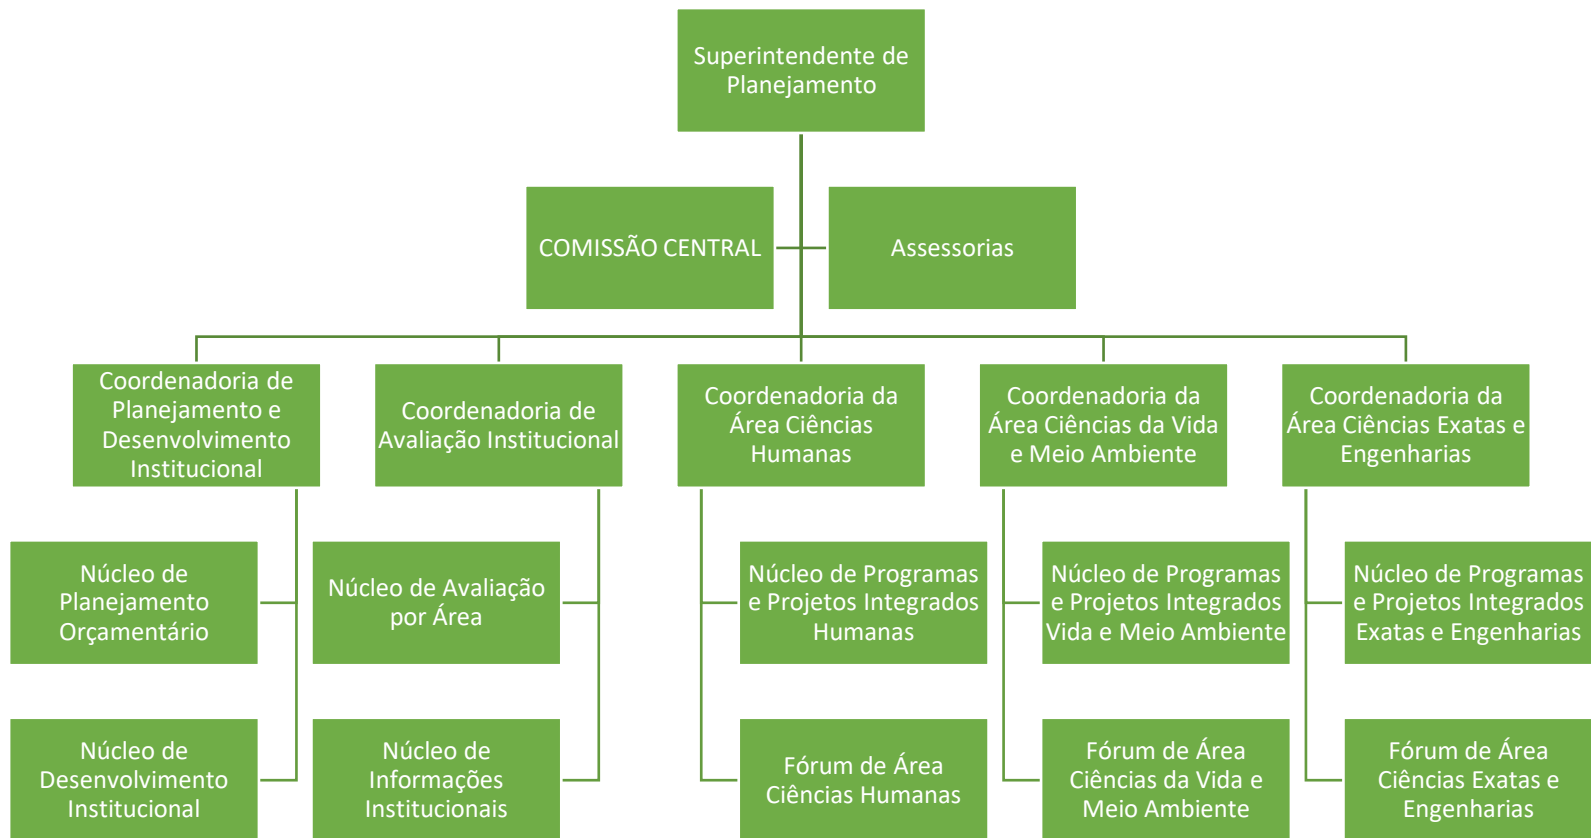 Superintendente de
Planejamento
COMISSÃO CENTRAL
Assessorias
Coordenadoria de
Planejamento e
Desenvolvimento
Institucional
Coordenadoria de
Avaliação Institucional
Coordenadoria da
Área Ciências
Humanas
Coordenadoria da
Área Ciências da Vida
e Meio Ambiente
Coordenadoria da
Área Ciências Exatas e
Engenharias
Núcleo de
Planejamento
Orçamentário
Núcleo de Avaliação
por Área
Núcleo de Programas
e Projetos Integrados
Humanas
Núcleo de Programas
e Projetos Integrados
Vida e Meio Ambiente
Núcleo de Programas
e Projetos Integrados
Exatas e Engenharias
Núcleo de
Desenvolvimento
Institucional
Núcleo de
Informações
Institucionais
Fórum de Área
Ciências Humanas
Fórum de Área
Ciências da Vida e
Meio Ambiente
Fórum de Área
Ciências Exatas e
Engenharias